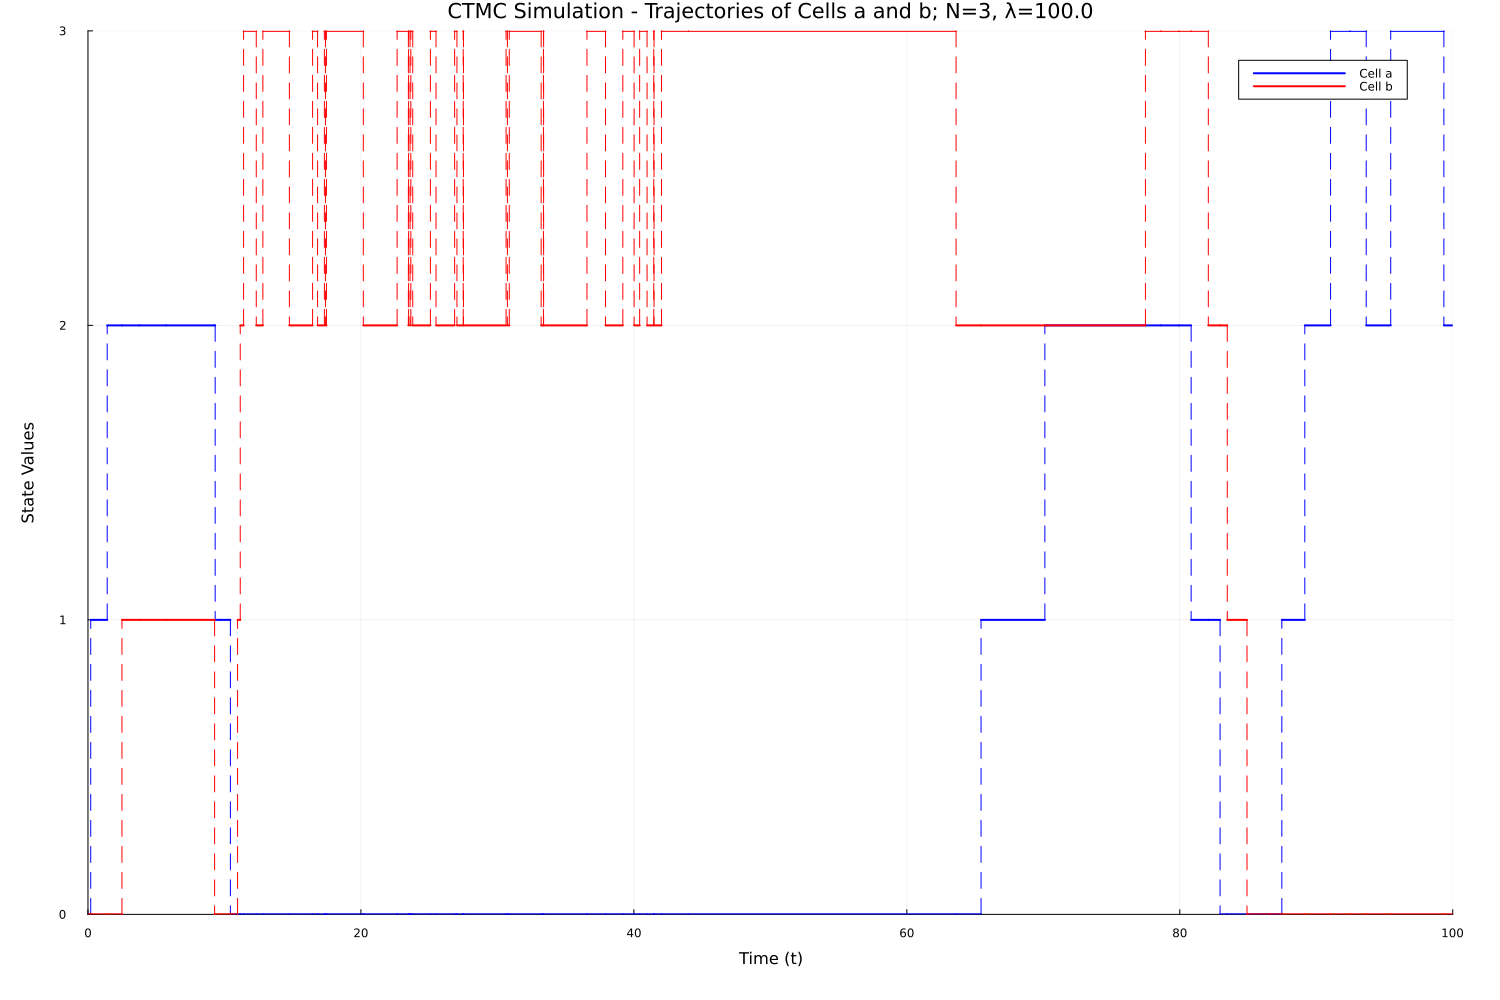 CTMC Simulation - Trajectories of Cells a and b; N=3, λ=100.0
3
Cell a
Cell b
2
State Values
1
0
0 20 40 60 80 100
Time (t)